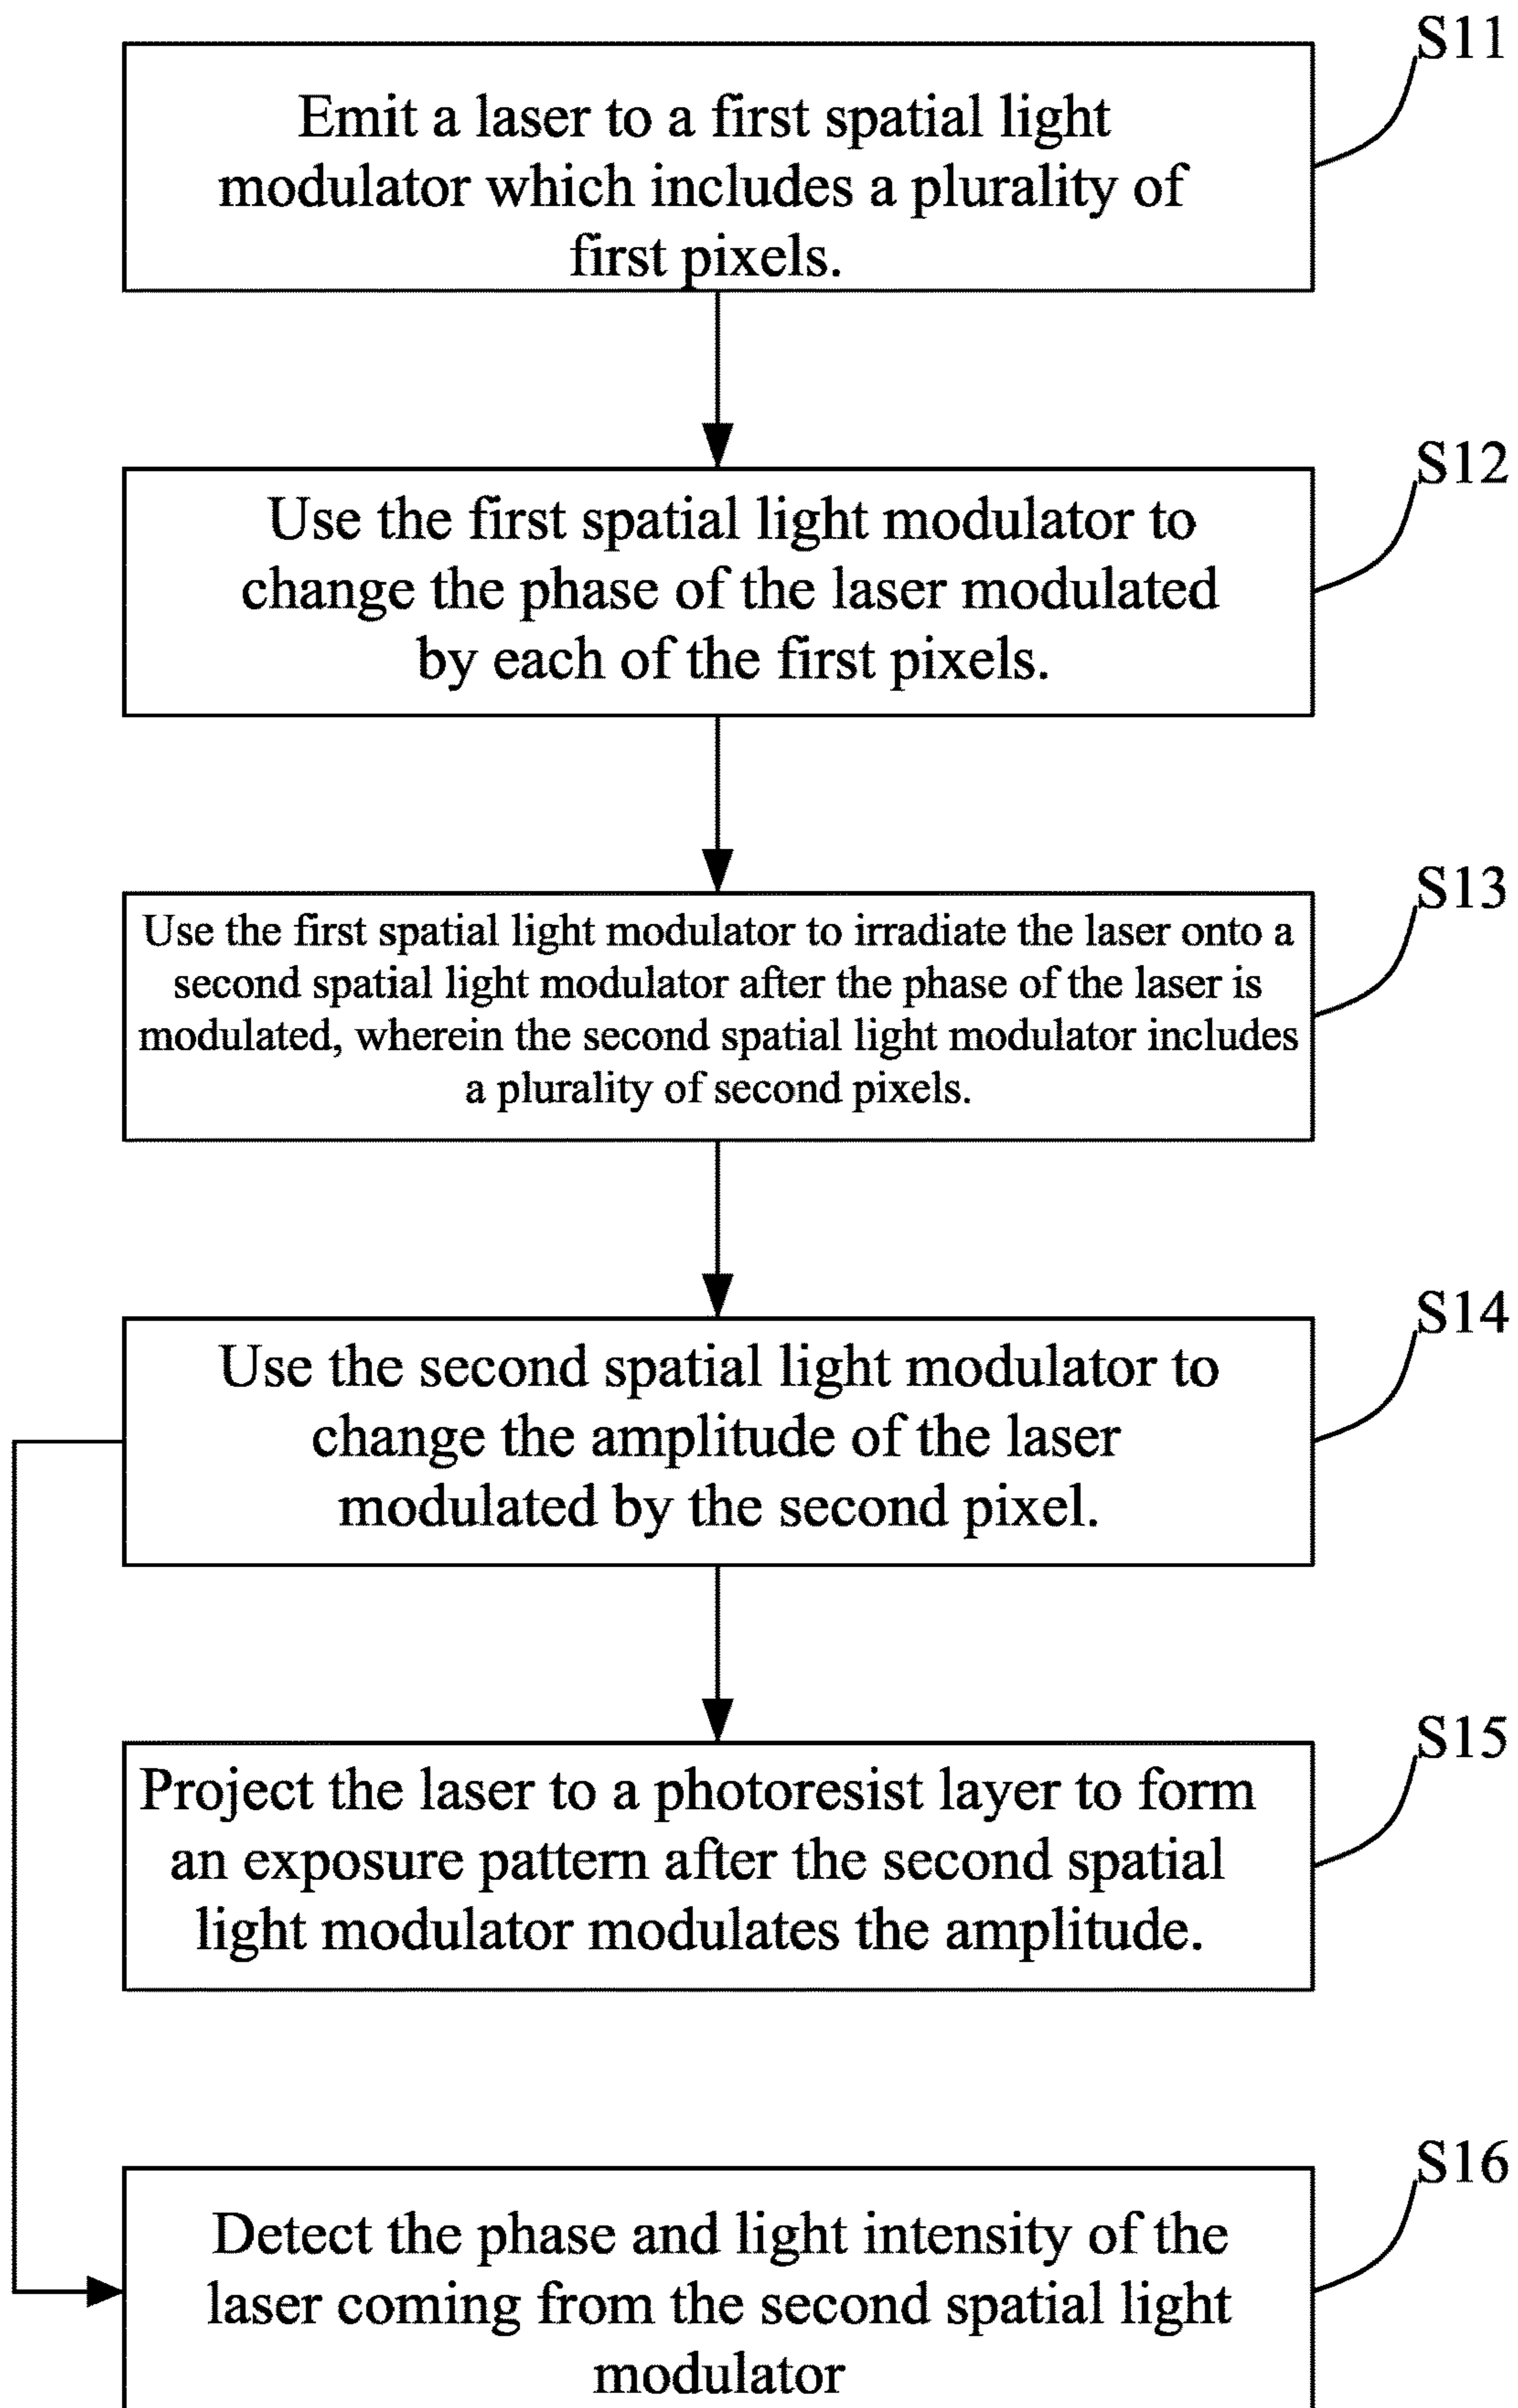 S11
Emit a laser to a first spatial light
modulator which includes a plurality of
first pixels.
S12
Use the first spatial light modulator to
change the phase of the laser modulated
by each of the first pixels.
S13
Use the first spatial light modulator to irradiate the laser onto a
second spatial light modulator after the phase of the laser is
modulated, wherein the second spatial light modulator includes
a plurality of second pixels.
S14
Use the second spatial light modulator to
change the amplitude of the laser
modulated by the second pixel.
S15
Project the laser to a photoresist layer to form
an exposure pattern after the second spatial
light modulator modulates the amplitude.
S16
Detect the phase and light intensity of the
laser coming from the second spatial light
modulator